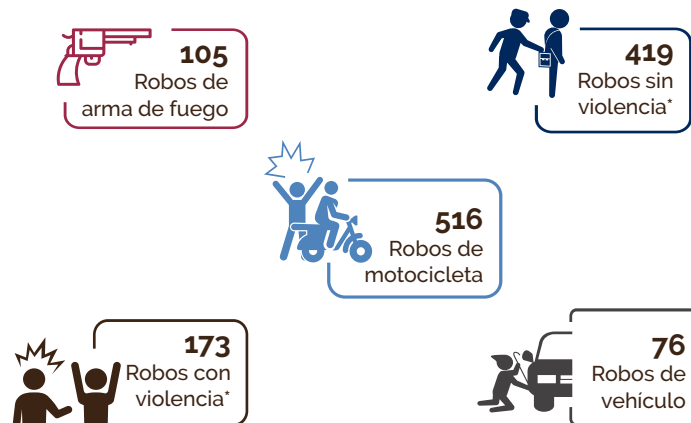 105
Robos de
arma de fuego
419
Robos sin
violencia*
516
Robos de
motocicleta
173
Robos con
violencia*
76
Robos de
vehículo